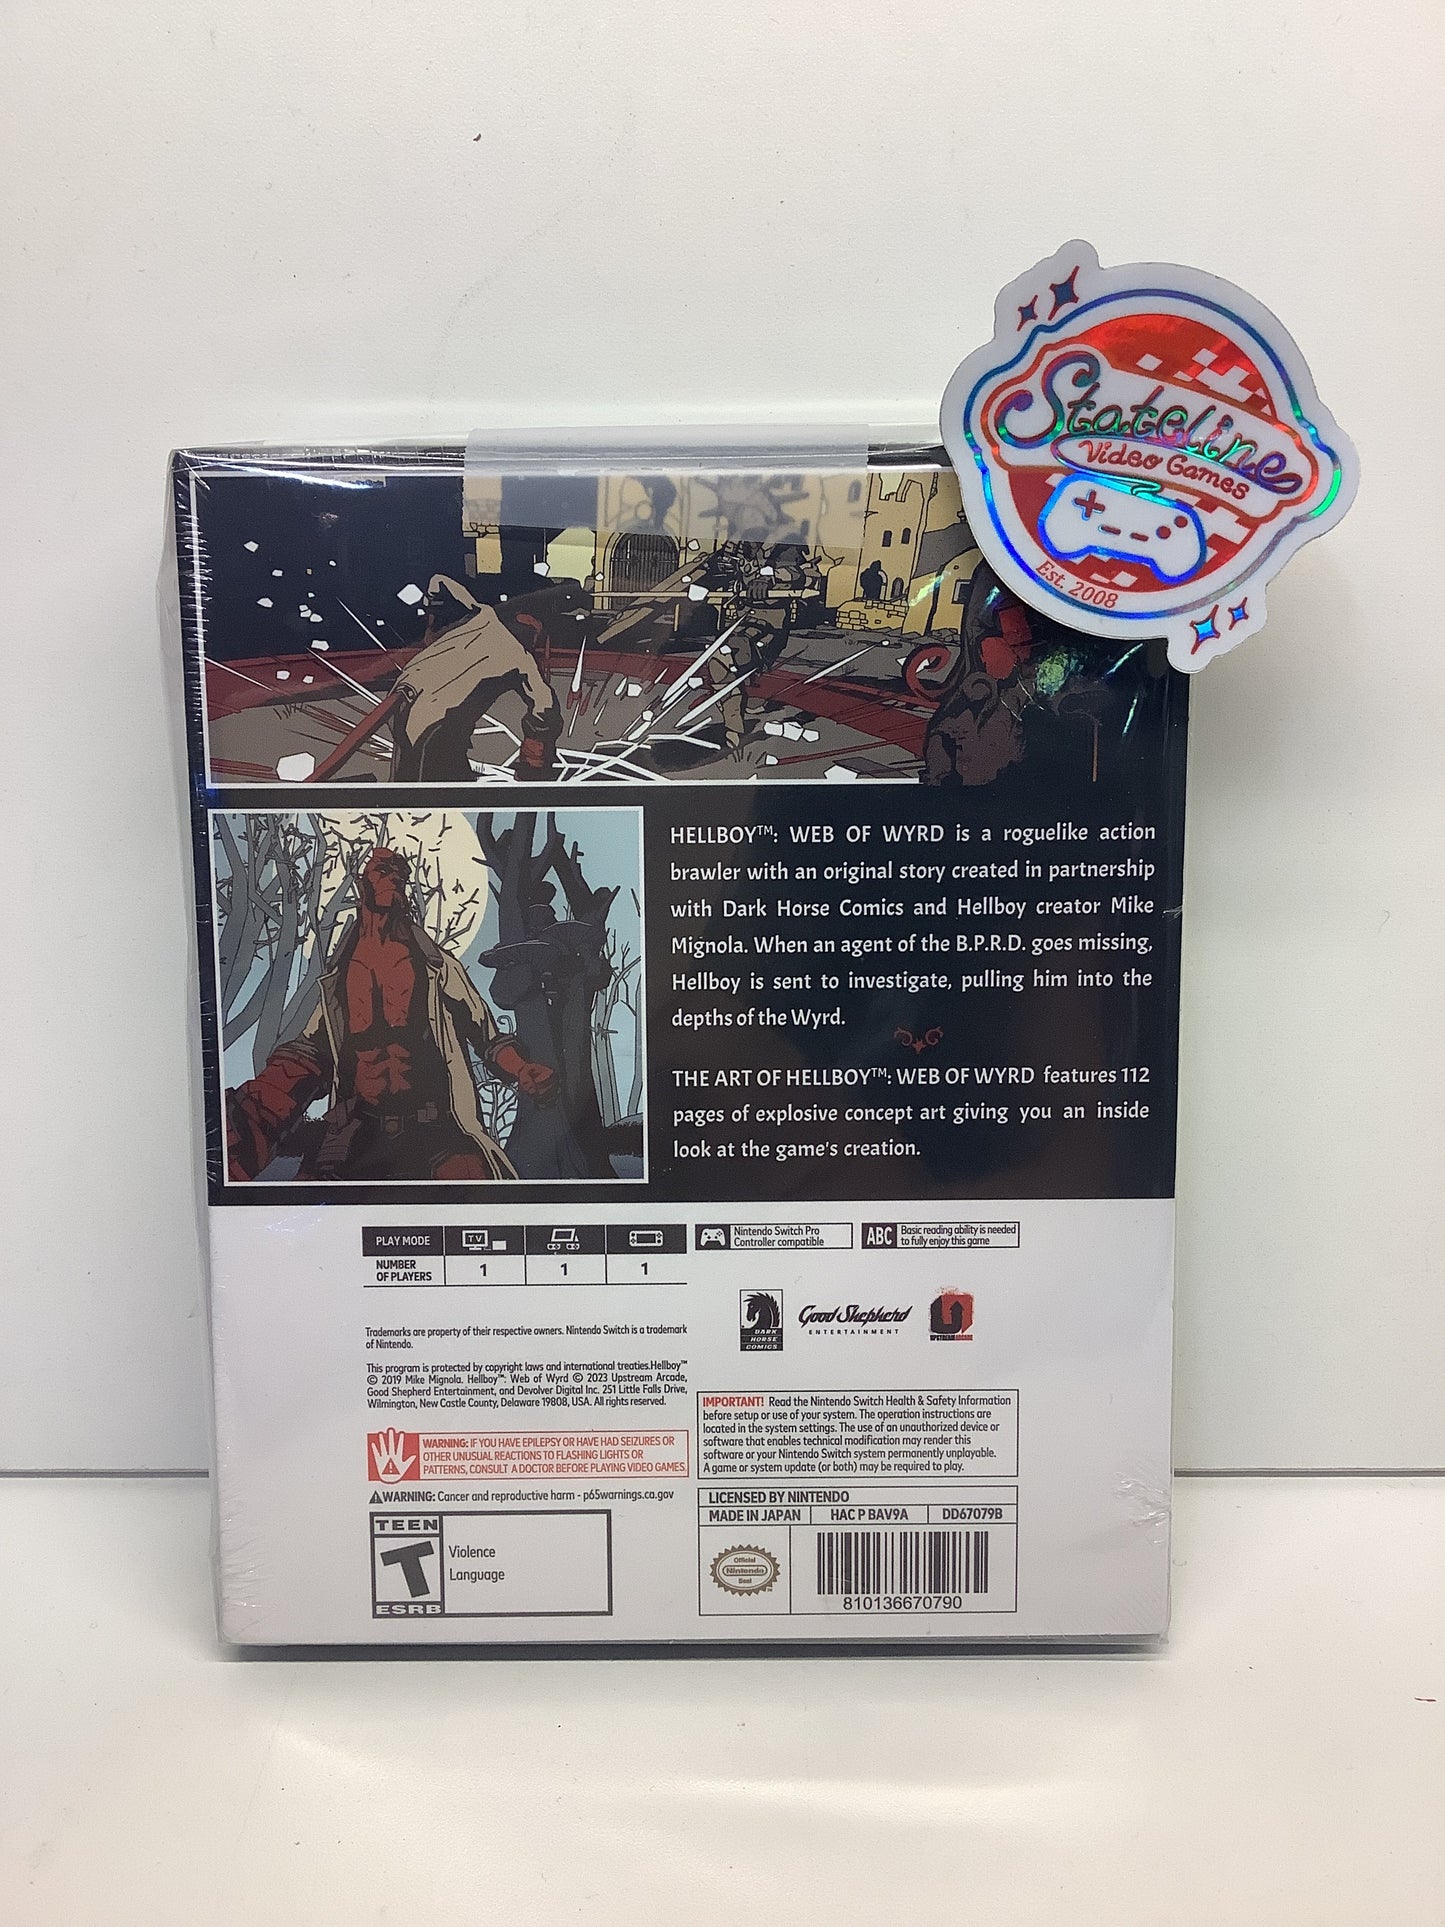 Stateline
Video Games
Est. 2008
HELLBOY™: WEB OF WYRD is a roguelike action
brawler with an original story created in partnership
with Dark Horse Comics and Hellboy creator Mike
Mignola. When an agent of the B.P.R.D. goes missing,
Hellboy is sent to investigate, pulling him into the
depths of the Wyrd.
THE ART OF HELLBOY™: WEB OF WYRD features 112
pages of explosive concept art giving you an inside
look at the game's creation.
PLAY MODE
TV
NUMBER
OF PLAYERS
1
1
1
Nintendo Switch Pro
Controller compatible
ABC
Basic reading ability is needed
to fully enjoy this game
DARK
HORSE
COMICS
Good Shepherd
ENTERTAINMENT
UPSTREAM ARCADE
Trademarks are property of their respective owners. Nintendo Switch is a trademark
of Nintendo.
This program is protected by copyright laws and international treaties.Hellboy™
© 2019 Mike Mignola. Hellboy™: Web of Wyrd © 2023 Upstream Arcade,
Good Shepherd Entertainment, and Devolver Digital Inc. 251 Little Falls Drive,
Wilmington, New Castle County, Delaware 19808, USA. All rights reserved.
WARNING: IF YOU HAVE EPILEPSY OR HAVE HAD SEIZURES OR
OTHER UNUSUAL REACTIONS TO FLASHING LIGHTS OR
PATTERNS, CONSULT A DOCTOR BEFORE PLAYING VIDEO GAMES.
WARNING: Cancer and reproductive harm - p65warnings.ca.gov
TEEN
T
ESRB
Violence
Language
IMPORTANT! Read the Nintendo Switch Health & Safety Information
before setup or use of your system. The operation instructions are
located in the system settings. The use of an unauthorized device or
software that enables technical modification may render this
software or your Nintendo Switch system permanently unplayable.
A game or system update (or both) may be required to play.
LICENSED BY NINTENDO
MADE IN JAPAN
HAC P BAV9A
DD67079B
Official
Nintendo
Seal
810136670790